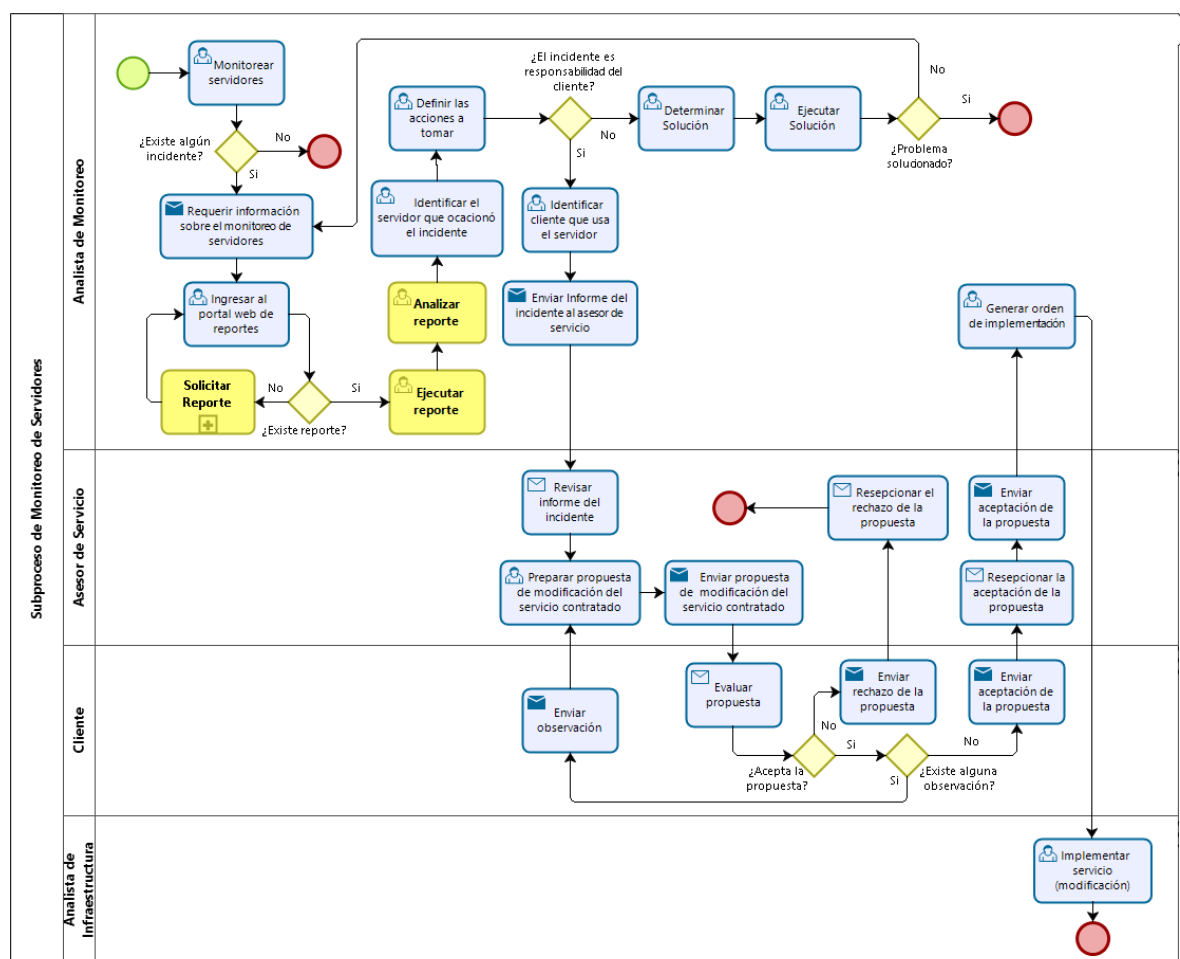 Subproceso de Monitoreo de Servidores
Analista de Monitoreo
Monitorear
servidores
¿Existe algún
incidente?
No
Si
Requerir información
sobre el monitoreo de
servidores
Ingresar al
portal web de
reportes
Solicitar
Reporte
No
Si
¿Existe reporte?
Ejecutar
reporte
Analizar
reporte
Identificar el
servidor que ocacionó
el incidente
Definir las
acciones a
tomar
¿El incidente es
responsabilidad del
cliente?
No
Si
Determinar
Solución
Ejecutar
Solución
No
Si
¿Problema
solucionado?
Identificar
cliente que usa
el servidor
Enviar Informe del
incidente al asesor de
servicio
Generar orden
de implementación
Asesor de Servicio
Revisar
informe del
incidente
Preparar propuesta
de modificación del
servicio contratado
Enviar propuesta
de modificación del
servicio contratado
Resepcionar el
rechazo de la
propuesta
Enviar
aceptación de
la propuesta
Resepcionar la
aceptación de la
propuesta
Cliente
Enviar
observación
Evaluar
propuesta
¿Acepta la
propuesta?
No
Si
Enviar
rechazo de la
propuesta
¿Existe alguna
observación?
No
Si
Enviar
aceptación de
la propuesta
Analista de
Infraestructura
Implementar
servicio
(modificación)